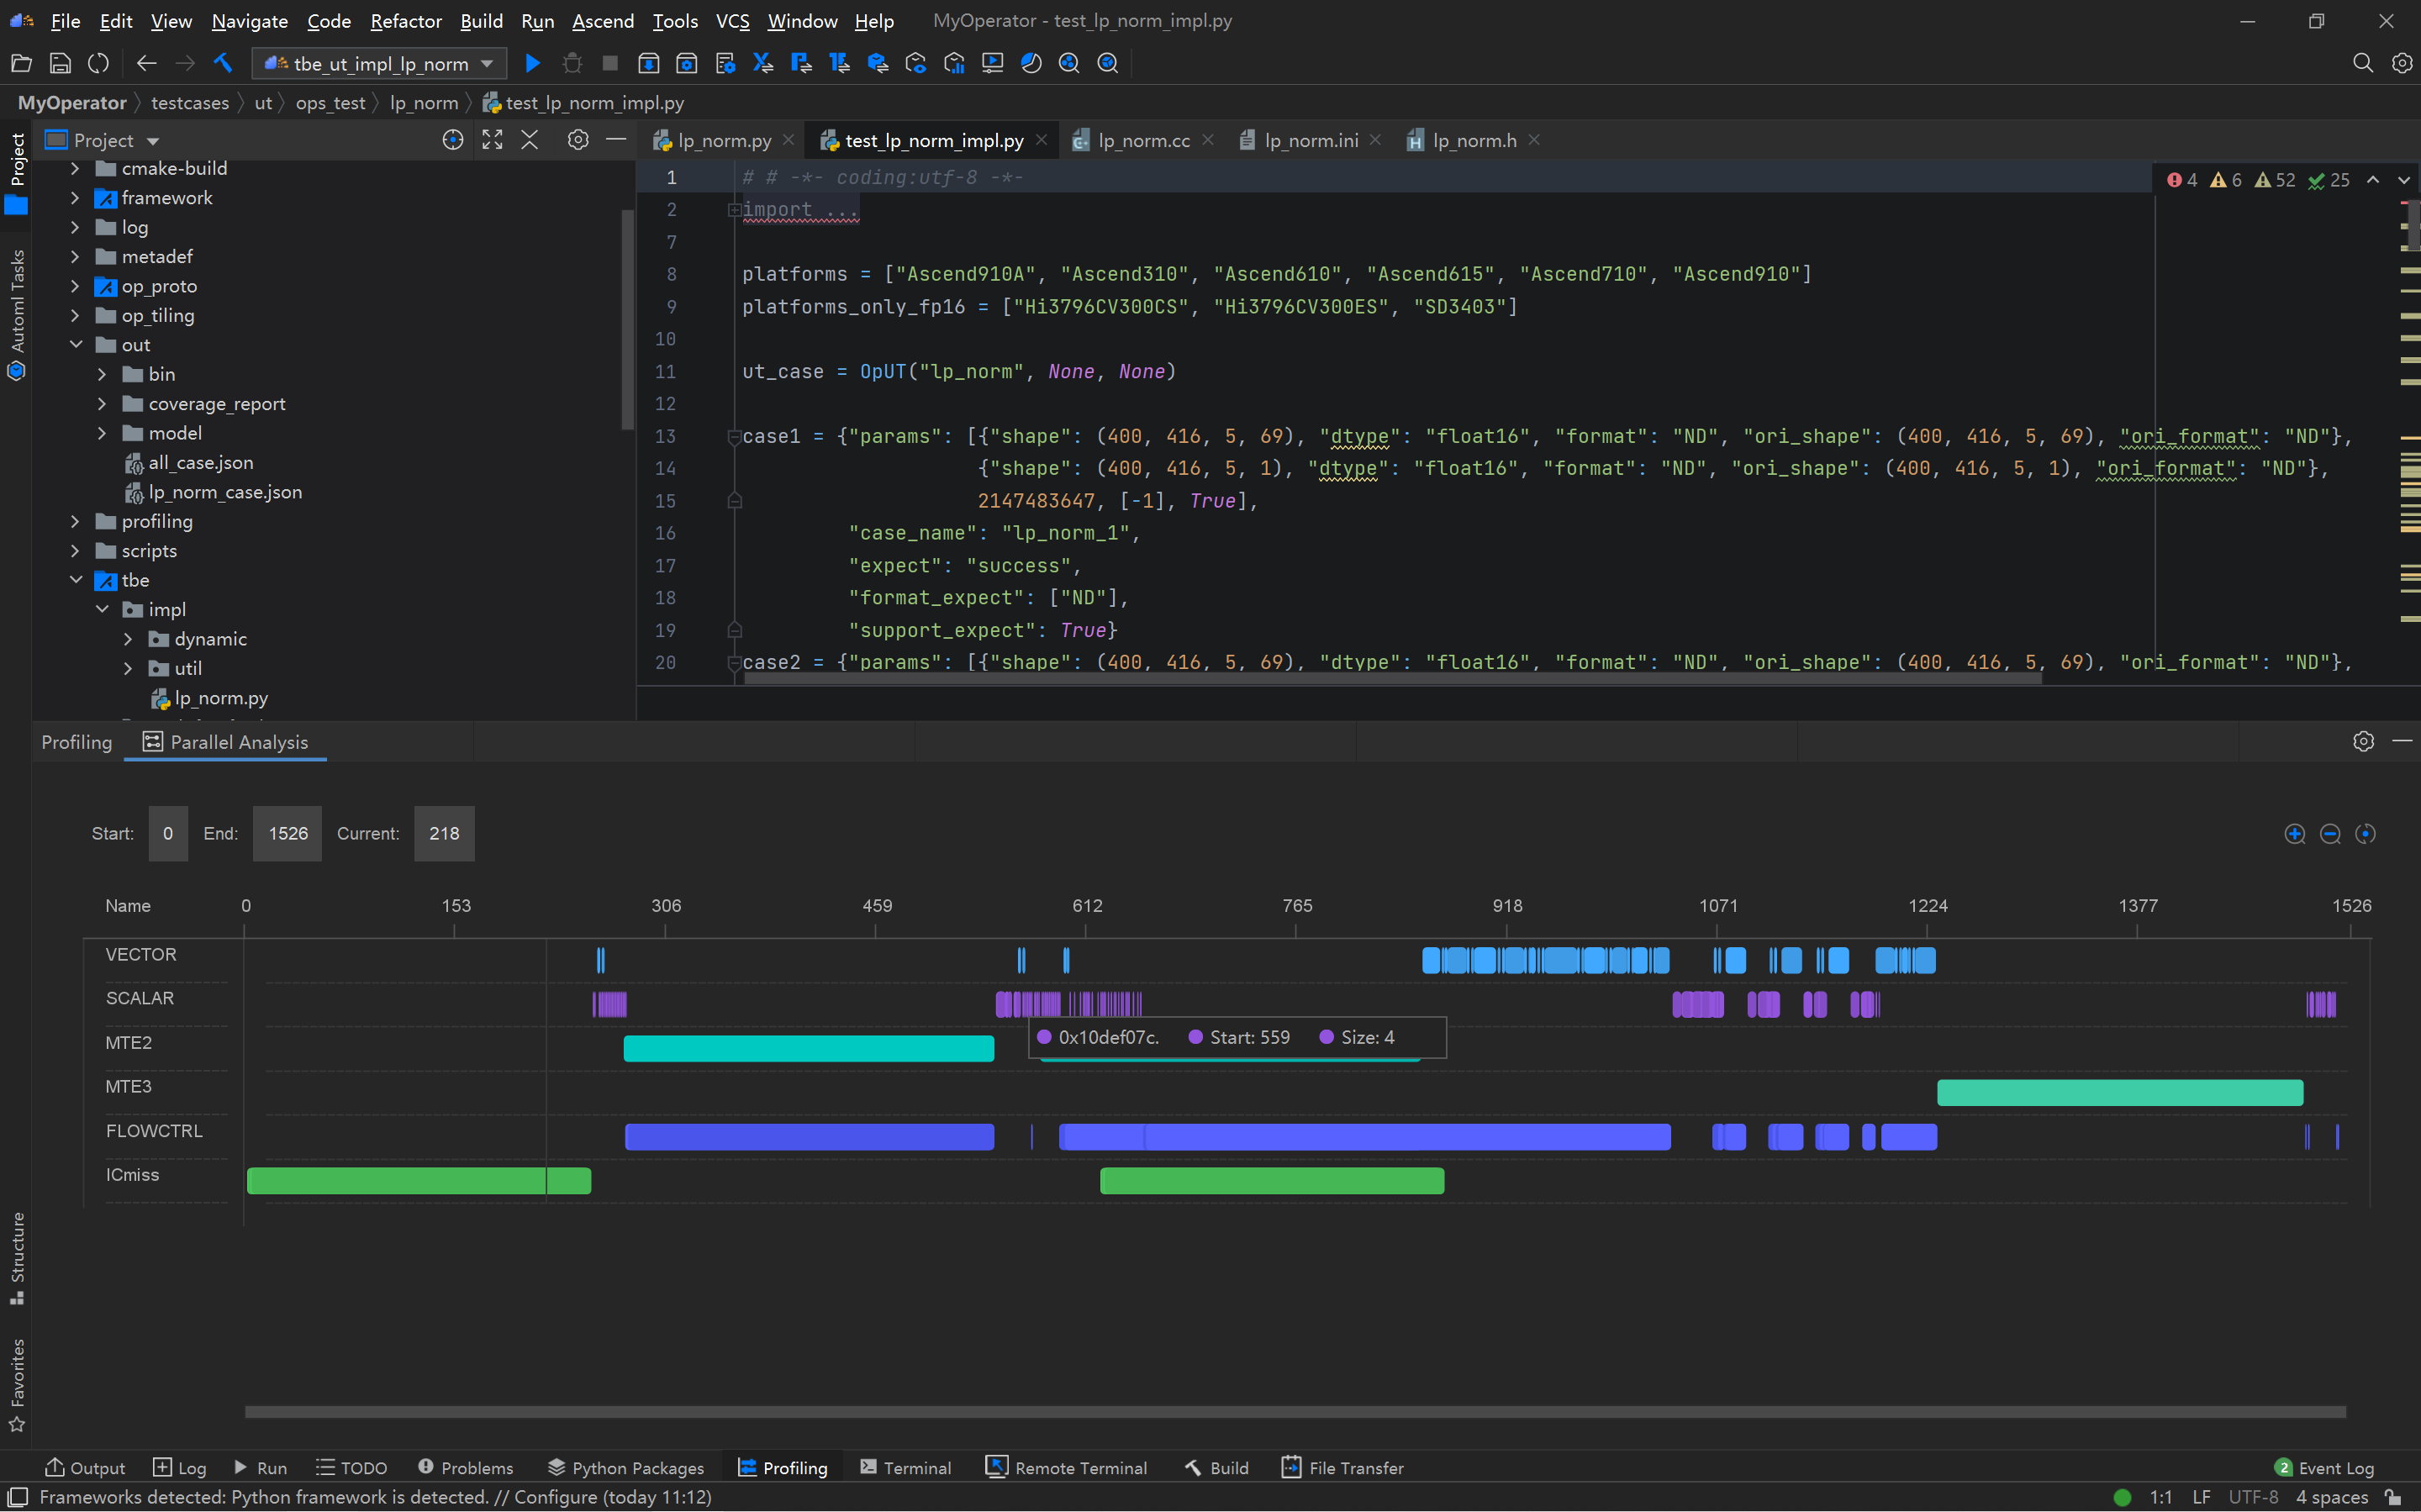 File Edit View Navigate Code Refactor Build Run Ascend Tools VCS Window Help MyOperator - test_lp_norm_impl.py
tbe_ut_impl_lp_norm
MyOperator testcases ut ops_test lp_norm test_lp_norm_impl.py
Project
Automl Tasks
Structure
Favorites
Project
cmake-build
framework
log
metadef
op_proto
op_tiling
out
bin
coverage_report
model
all_case.json
lp_norm_case.json
profiling
scripts
tbe
impl
dynamic
util
lp_norm.py
lp_norm.py test_lp_norm_impl.py lp_norm.cc lp_norm.ini lp_norm.h
4 6 52 25
1 # # -*- coding:utf-8 -*-
2 import ...
7
8 platforms = ["Ascend910A", "Ascend310", "Ascend610", "Ascend615", "Ascend710", "Ascend910"]
9 platforms_only_fp16 = ["Hi3796CV300CS", "Hi3796CV300ES", "SD3403"]
10
11 ut_case = OpUT("lp_norm", None, None)
12
13 case1 = {"params": [{"shape": (400, 416, 5, 69), "dtype": "float16", "format": "ND", "ori_shape": (400, 416, 5, 69), "ori_format": "ND"},
14 {"shape": (400, 416, 5, 1), "dtype": "float16", "format": "ND", "ori_shape": (400, 416, 5, 1), "ori_format": "ND"},
15 2147483647, [-1], True],
16 "case_name": "lp_norm_1",
17 "expect": "success",
18 "format_expect": ["ND"],
19 "support_expect": True}
20 case2 = {"params": [{"shape": (400, 416, 5, 69), "dtype": "float16", "format": "ND", "ori_shape": (400, 416, 5, 69), "ori_format": "ND"},
Profiling Parallel Analysis
Start: 0 End: 1526 Current: 218
Name 0 153 306 459 612 765 918 1071 1224 1377 1526
VECTOR
SCALAR
0x10def07c. Start: 559 Size: 4
MTE2
MTE3
FLOWCTRL
ICmiss
Output Log Run TODO Problems Python Packages Profiling Terminal Remote Terminal Build File Transfer 2 Event Log
Frameworks detected: Python framework is detected. // Configure (today 11:12) 1:1 LF UTF-8 4 spaces